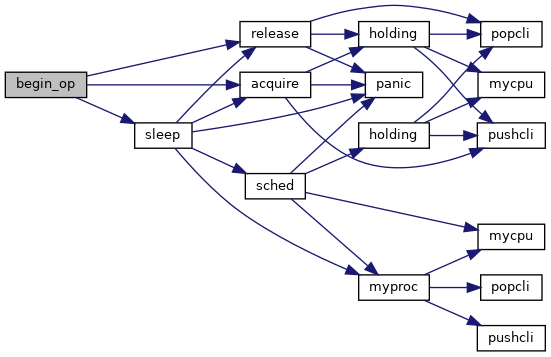 begin_op
sleep
release
acquire
sched
holding
panic
holding
myproc
popcli
mycpu
pushcli
mycpu
popcli
pushcli